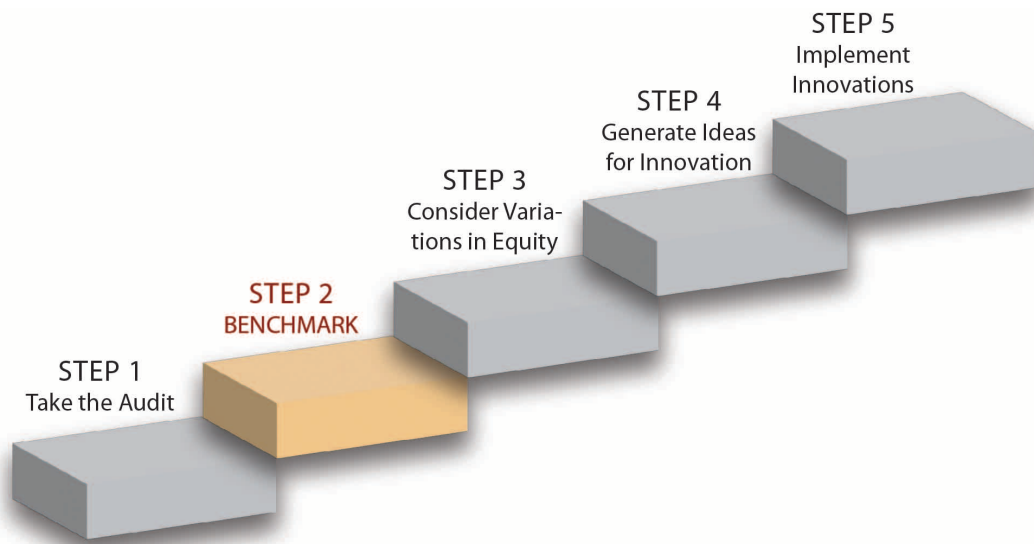 STEP 1
Take the Audit
STEP 2
BENCHMARK
STEP 3
Consider Varia-
tions in Equity
STEP 4
Generate Ideas
for Innovation
STEP 5
Implement
Innovations